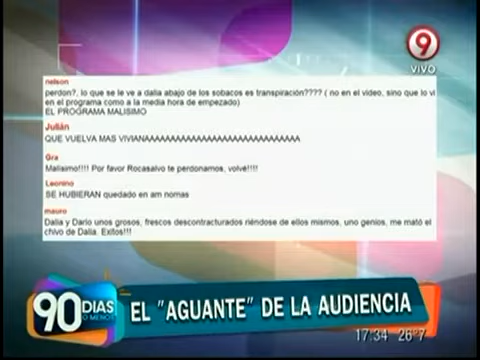 9
VIVO
nelson
perdon?, lo que se le ve a dalia abajo de los sobacos es transpiración???? ( no en el video, sino que lo vi
en el programa como a la media hora de empezado)
EL PROGRAMA MALISIMO
Julián
QUE VUELVA MAS VIVIANAAAAAAAAAAAAAAAAAAAAAAAAAAAAAAA
Gra
Malísimo!!!! Por favor Rocasalvo te perdonamos, volvé!!!!
Leonino
SE HUBIERAN quedado en am nomas
mauro
Dalia y Darío unos grosos, frescos descontracturados riéndose de ellos mismos, uno genios, me mató el
chivo de Dalia. Exitos!!!
90 DIAS
O MENOS
EL "AGUANTE" DE LA AUDIENCIA
17:34 26°7